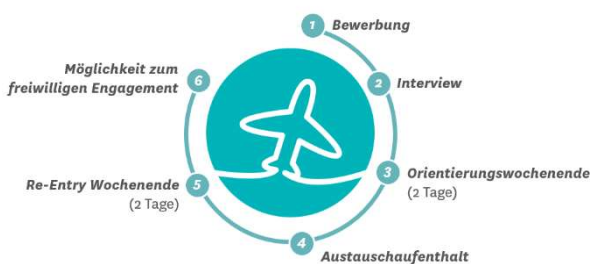 1 Bewerbung
2 Interview
3 Orientierungswochenende
(2 Tage)
4 Austauschaufenthalt
5 Re-Entry Wochenende
(2 Tage)
6 Möglichkeit zum
freiwilligen Engagement